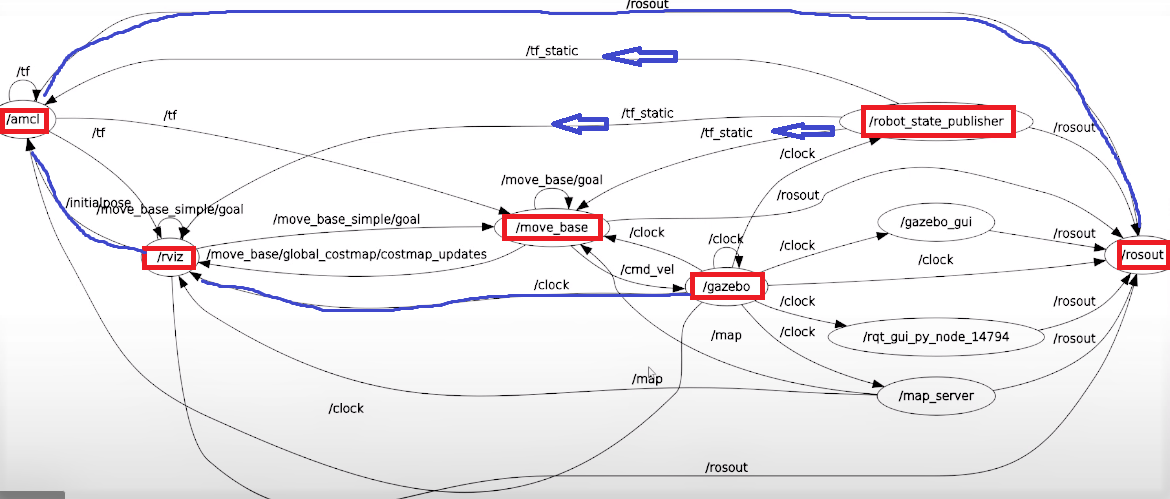 /rosout
/tf_static
/tf
/amcl
/tf
/tf
/tf_static
/robot_state_publisher
/tf_static
/rosout
/clock
/move_base/goal
/rosout
/initialpose
/move_base_simple/goal
/move_base_simple/goal
/move_base
/clock
/gazebo_gui
/rosout
/clock
/clock
/rviz
/move_base/global_costmap/costmap_updates
/rosout
/clock
/cmd_vel
/gazebo
/clock
/clock
/rosout
/map
/clock
/rqt_gui_py_node_14794
/rosout
/map
/map_server
/clock
/rosout